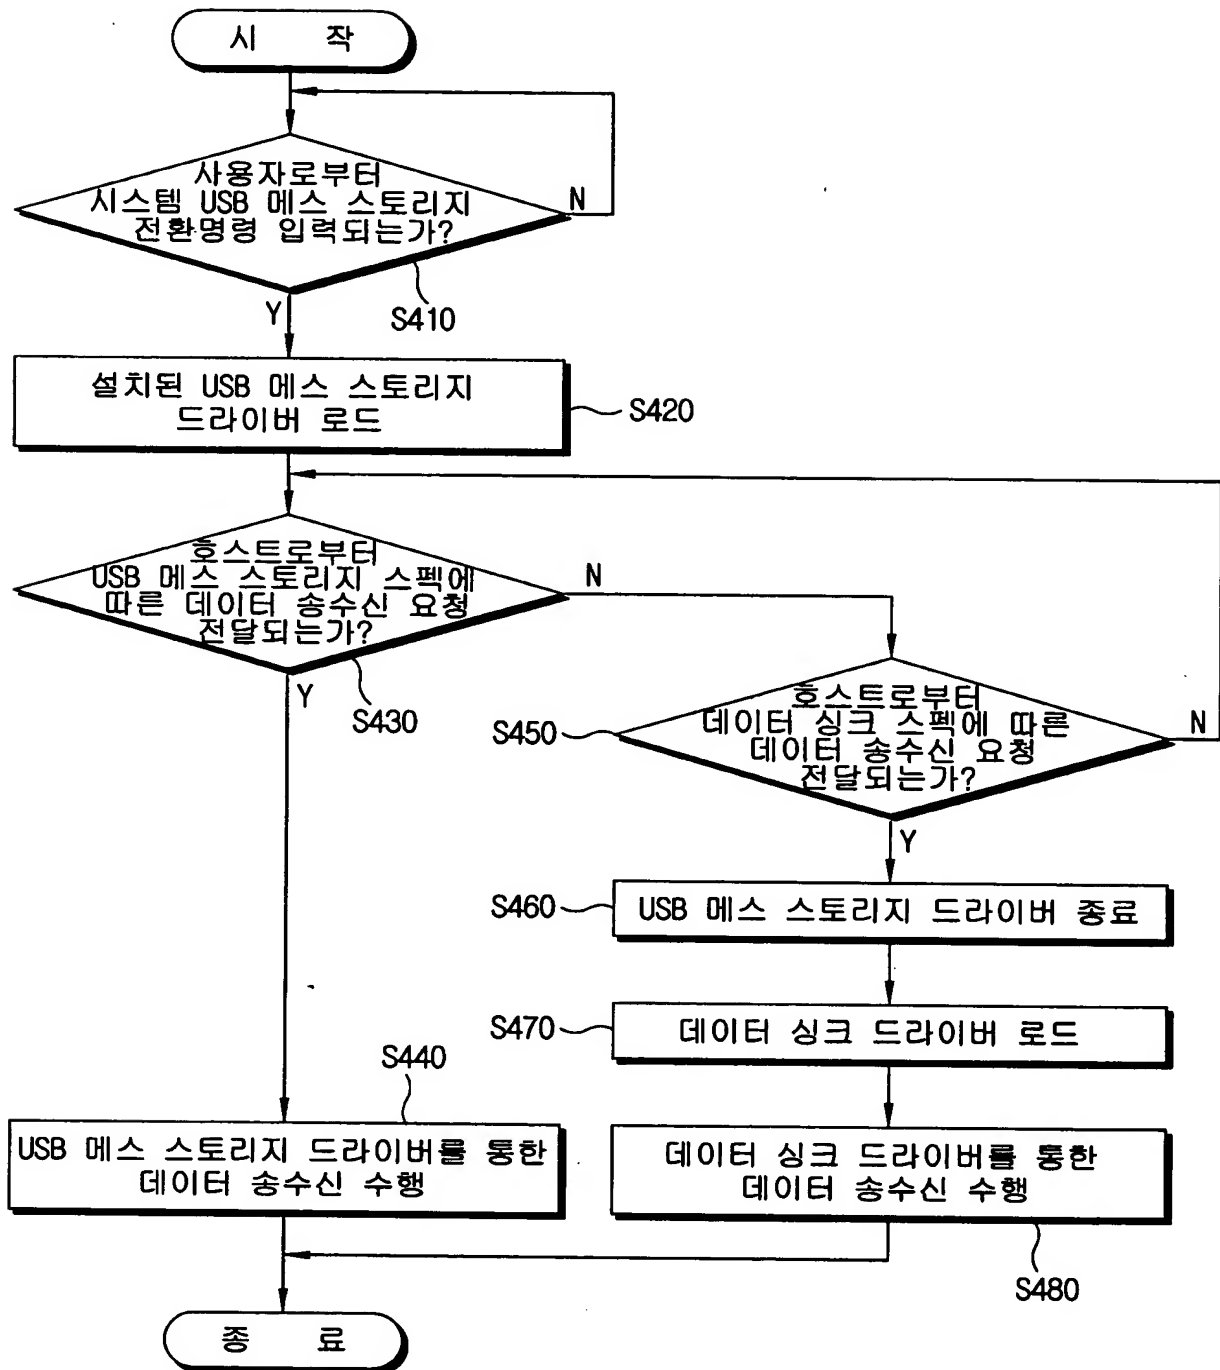 시 작
사용자로부터
시스템 USB 메스 스토리지
전환명령 입력되는가?
N
Y
S410
설치된 USB 메스 스토리지
드라이버 로드
S420
호스트로부터
USB 메스 스토리지 스펙에
따른 데이터 송수신 요청
전달되는가?
N
Y
S430
호스트로부터
데이터 싱크 스펙에 따른
데이터 송수신 요청
전달되는가?
S450
N
Y
S460
USB 메스 스토리지 드라이버 종료
S470
데이터 싱크 드라이버 로드
S440
USB 메스 스토리지 드라이버를 통한
데이터 송수신 수행
데이터 싱크 드라이버를 통한
데이터 송수신 수행
S480
종 료